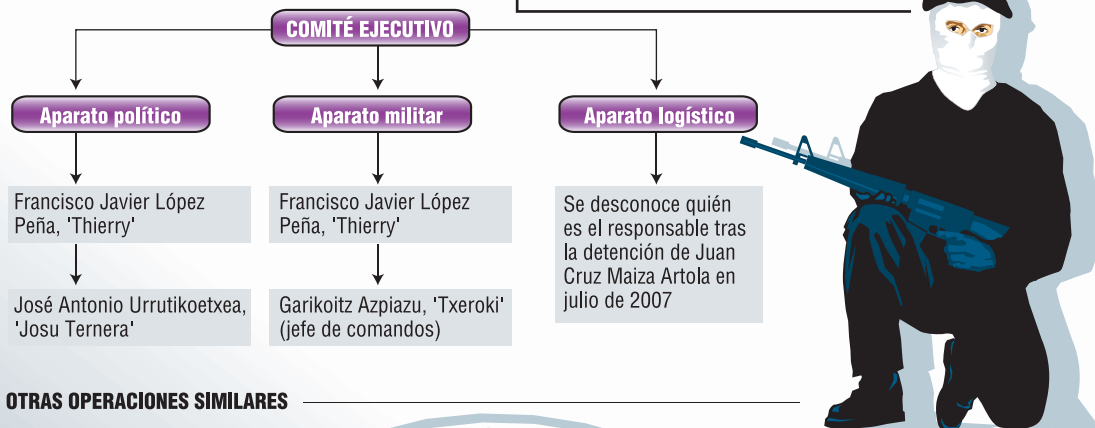 COMITÉ EJECUTIVO
Aparato político
Francisco Javier López
Peña, 'Thierry'
José Antonio Urrutikoetxea,
'Josu Ternera'
Aparato militar
Francisco Javier López
Peña, 'Thierry'
Garikoitz Azpiazu, 'Txeroki'
(jefe de comandos)
Aparato logístico
Se desconoce quién
es el responsable tras
la detención de Juan
Cruz Maiza Artola en
julio de 2007
OTRAS OPERACIONES SIMILARES